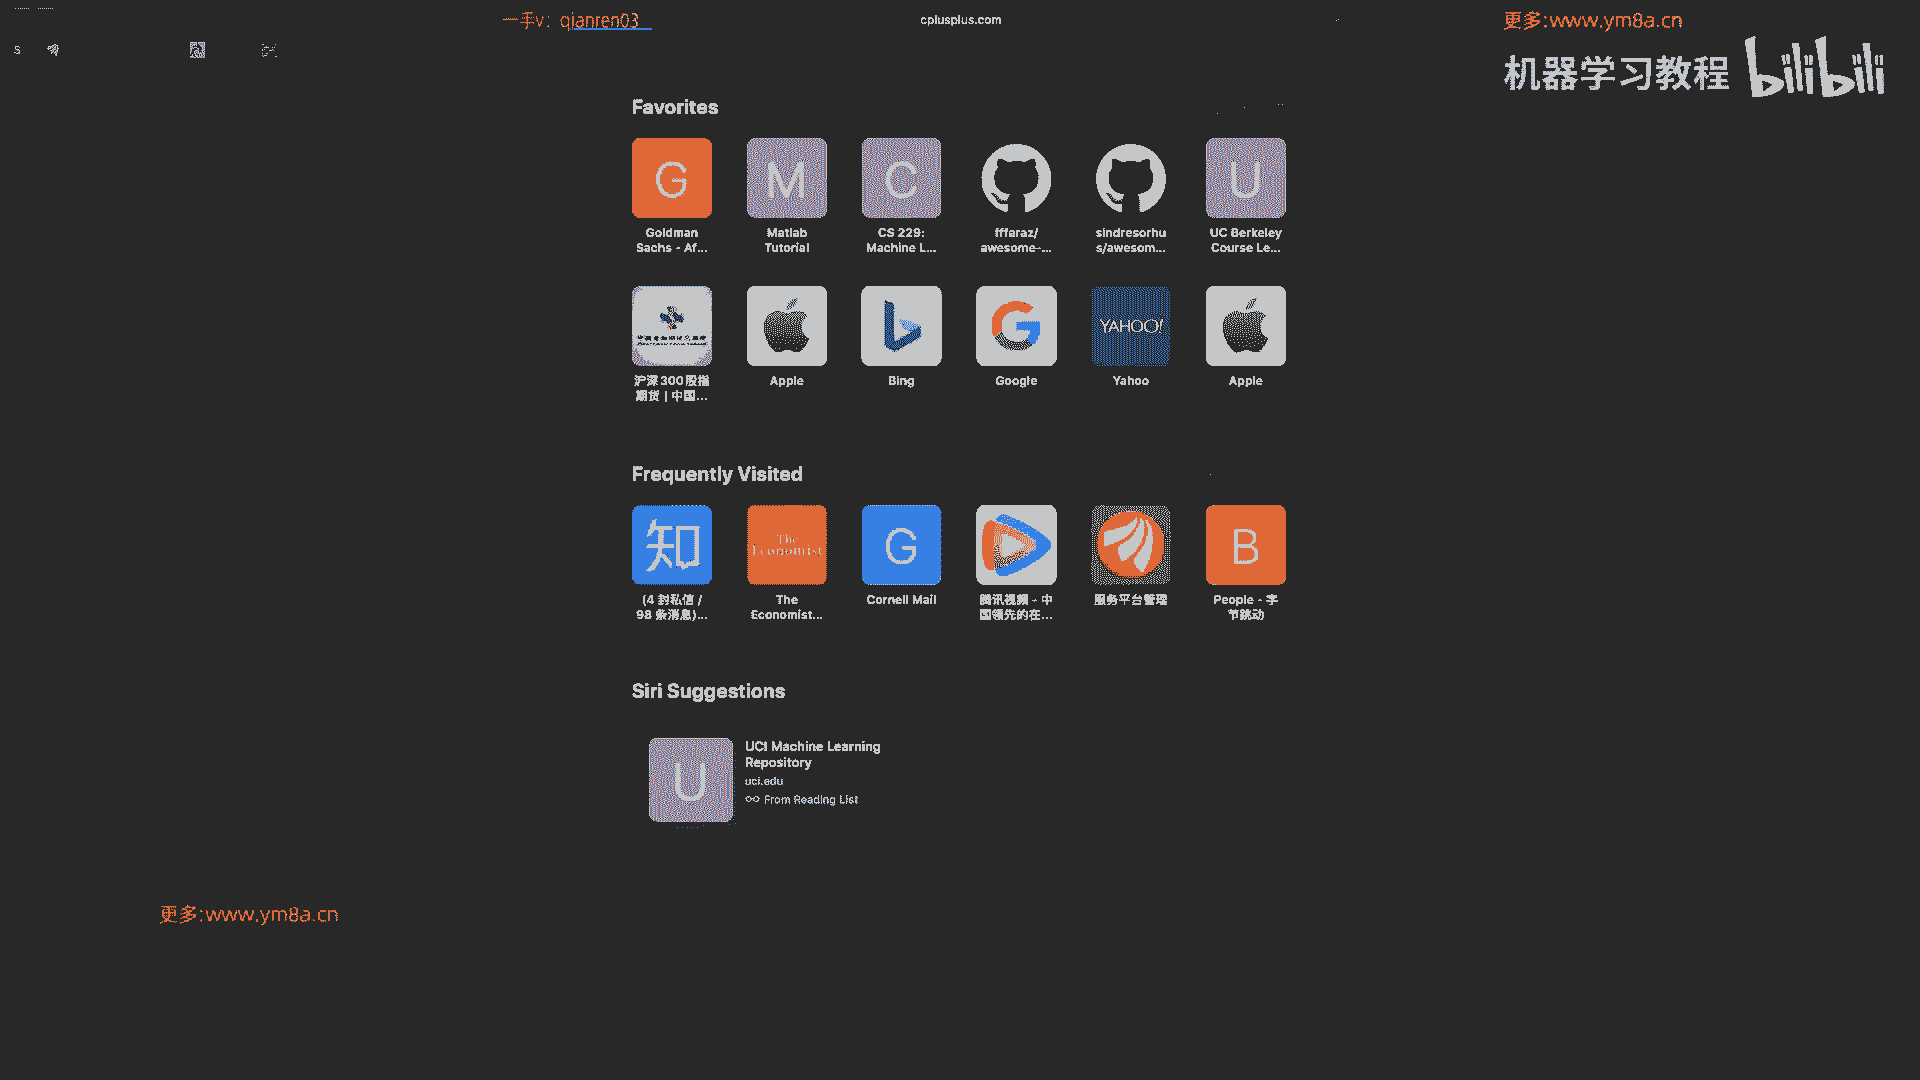 一手v：qianren03
cplusplus.com
更多:www.ym8a.cn
机器学习教程 bilibili
S
Favorites
G
M
C
U
Goldman
Sachs - Af...
Matlab
Tutorial
CS 229:
Machine L...
fffaraz/
awesome-...
sindresorhu
s/awesom...
UC Berkeley
Course Le...
YAHOO!
沪深 300 股指
期货 | 中国...
Apple
Bing
Google
Yahoo
Apple
Frequently Visited
知
The
Economist
G
B
(4 封私信 /
98 条消息)...
The
Economist...
Cornell Mail
腾讯视频 - 中
国领先的在...
服务平台管理
People - 字
节跳动
Siri Suggestions
U
UCI Machine Learning
Repository
uci.edu
From Reading List
更多:www.ym8a.cn